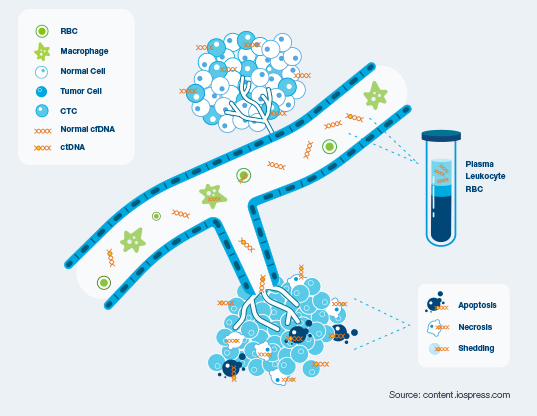 RBC
Macrophage
Normal Cell
Tumor Cell
CTC
Normal cfDNA
ctDNA
Plasma
Leukocyte
RBC
Apoptosis
Necrosis
Shedding
Source: content.iospress.com